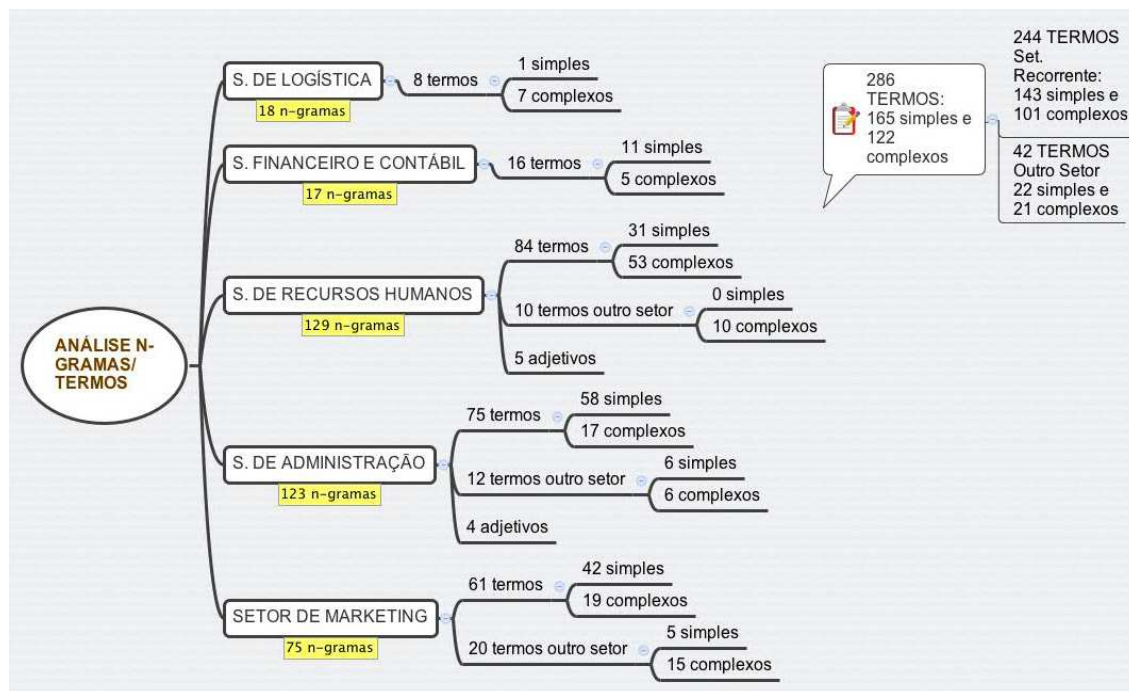 ANÁLISE N-
GRAMAS/
TERMOS
S. DE LOGÍSTICA
18 n-gramas
8 termos
1 simples
7 complexos
S. FINANCEIRO E CONTÁBIL
17 n-gramas
16 termos
11 simples
5 complexos
S. DE RECURSOS HUMANOS
129 n-gramas
84 termos
31 simples
53 complexos
10 termos outro setor
0 simples
10 complexos
5 adjetivos
S. DE ADMINISTRAÇÃO
123 n-gramas
75 termos
58 simples
17 complexos
12 termos outro setor
6 simples
6 complexos
4 adjetivos
SETOR DE MARKETING
75 n-gramas
61 termos
42 simples
19 complexos
20 termos outro setor
5 simples
15 complexos
286
TERMOS:
165 simples e
122
complexos
244 TERMOS
Set.
Recorrente:
143 simples e
101 complexos
42 TERMOS
Outro Setor
22 simples e
21 complexos